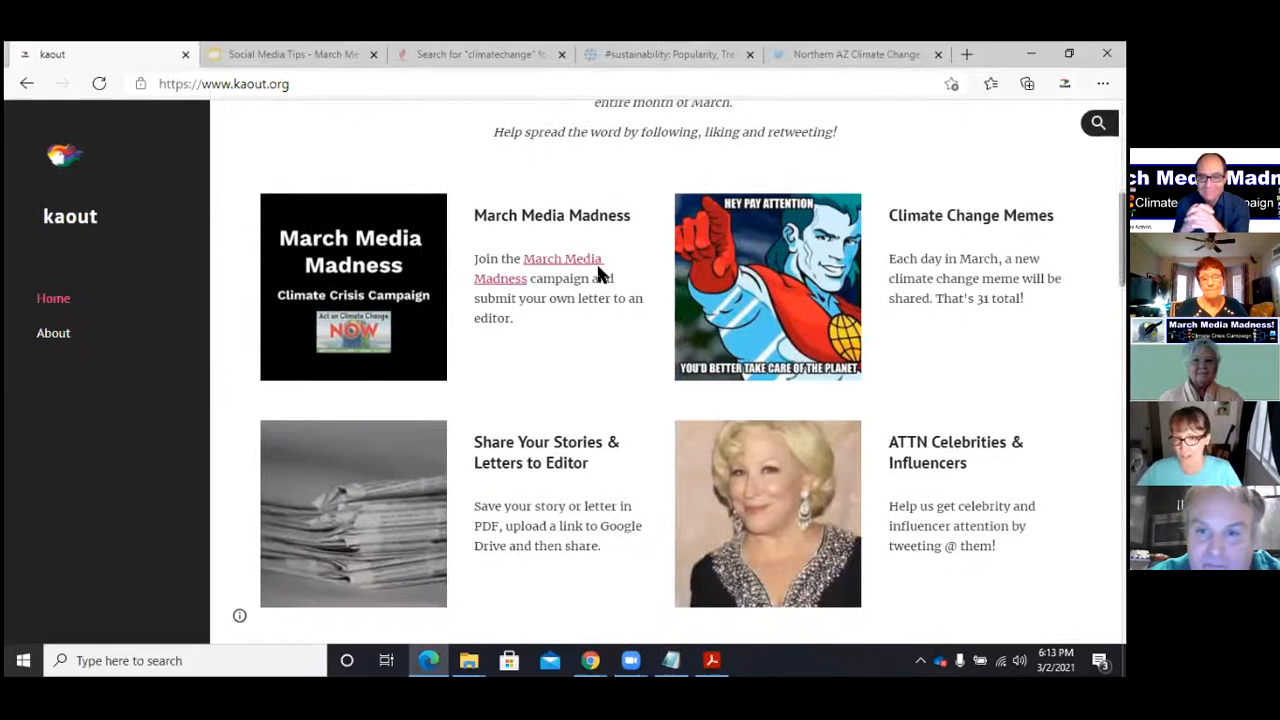 kaout
Social Media Tips - March Me
Search for "climatechange" fo
#sustainability: Popularity, Tre
Northern AZ Climate Change
https://www.kaout.org
kaout
Home
About
entire month of March.
Help spread the word by following, liking and retweeting!
March Media
Madness
Climate Crisis Campaign
Act on Climate Change
NOW
March Media Madness
Join the March Media
Madness campaign and
submit your own letter to an
editor.
HEY PAY ATTENTION
YOU'D BETTER TAKE CARE OF THE PLANET
Climate Change Memes
Each day in March, a new
climate change meme will be
shared. That's 31 total!
Share Your Stories &
Letters to Editor
Save your story or letter in
PDF, upload a link to Google
Drive and then share.
ATTN Celebrities &
Influencers
Help us get celebrity and
influencer attention by
tweeting @ them!
Type here to search
6:13 PM
3/2/2021
3
rch Media Madn
Climate Crisis Campaign
March Media Madness!
Climate Crisis Campaign